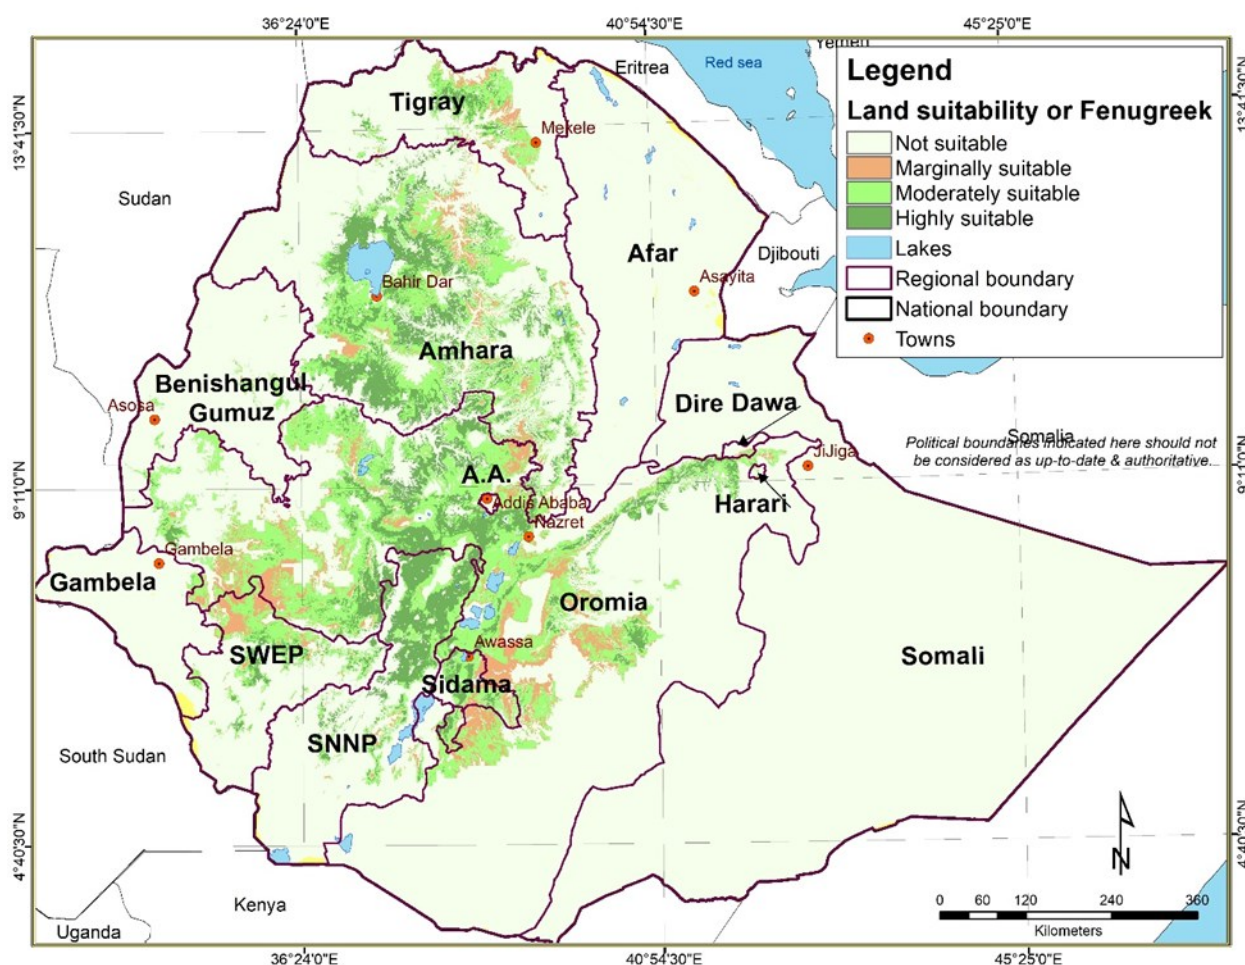 36°24'0"E
40°54'30"E
45°25'0"E
Yemen
Eritrea
Red sea
Legend
Land suitability or Fenugreek
Not suitable
Marginally suitable
Moderately suitable
Highly suitable
Lakes
Regional boundary
National boundary
Towns
13°41'30"N
13°41'30"N
Tigray
Mekele
Sudan
Afar
Djibouti
Bahir Dar
Asayita
Amhara
Benishangul
Gumuz
Asosa
Dire Dawa
Somalia
Political boundaries indicated here should not
be considered as up-to-date & authoritative.
JiJiga
A.A.
Addis Ababa
Harari
9°11'0"N
9°11'0"N
Nazret
Gambela
Gambela
Oromia
SWEP
Awassa
Somali
Sidama
SNNP
South Sudan
4°40'30"N
4°40'30"N
N
Kenya
Uganda
0 60 120 240 360
Kilometers
36°24'0"E
40°54'30"E
45°25'0"E